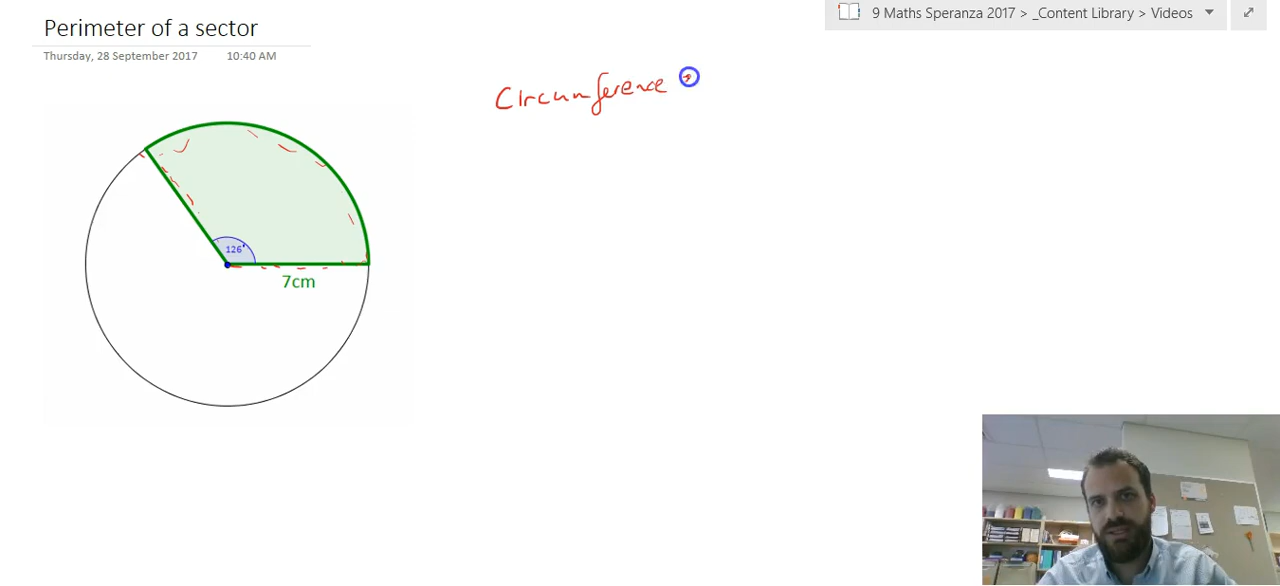 9 Maths Speranza 2017 > _Content Library > Videos
Perimeter of a sector
Thursday, 28 September 2017 10:40 AM
Circumference
126°
7cm